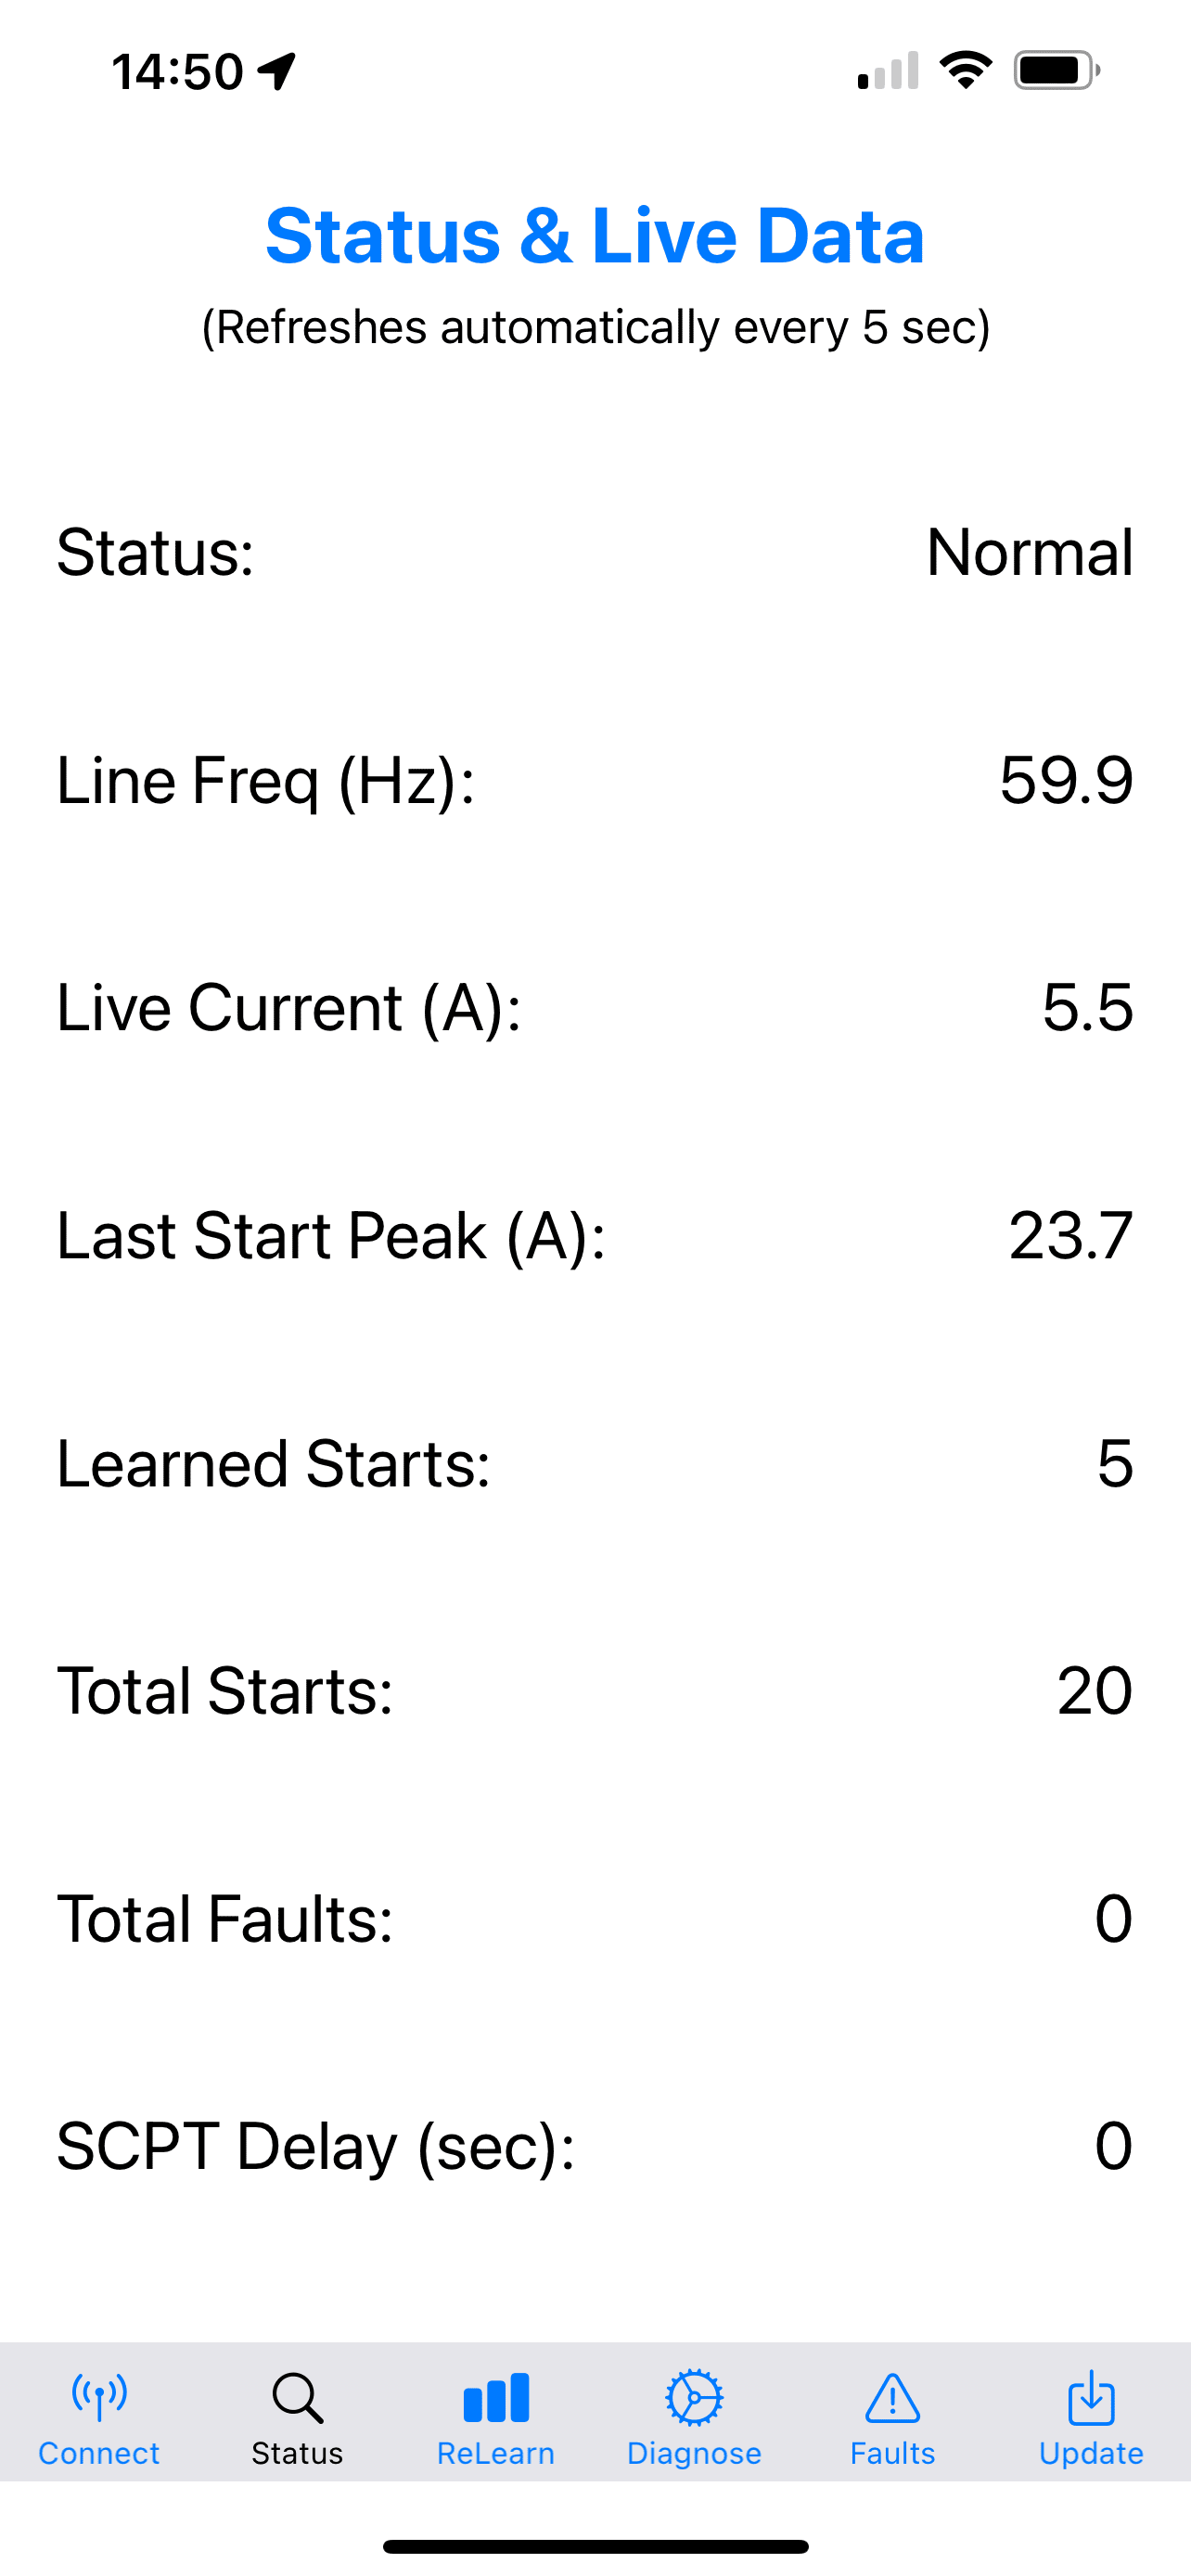 14:50
Status & Live Data
(Refreshes automatically every 5 sec)
Status: Normal
Line Freq (Hz): 59.9
Live Current (A): 5.5
Last Start Peak (A): 23.7
Learned Starts: 5
Total Starts: 20
Total Faults: 0
SCPT Delay (sec): 0
Connect Status ReLearn Diagnose Faults Update